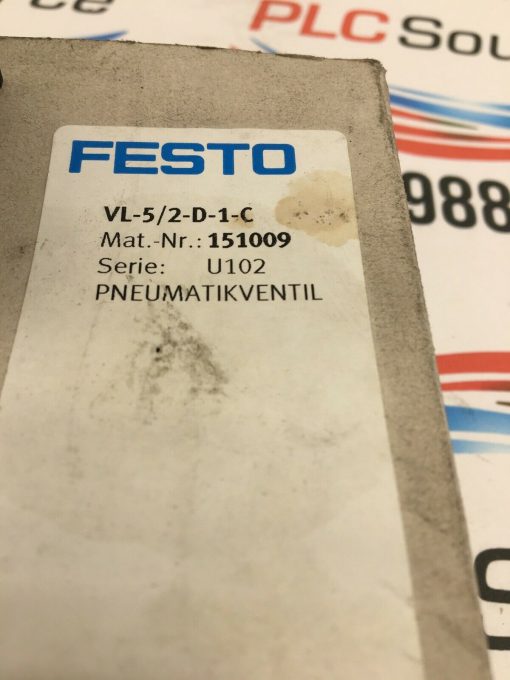 PLC Sou
FESTO
VL-5/2-D-1-C
Mat.-Nr.: 151009
Serie: U102
PNEUMATIKVENTIL
988